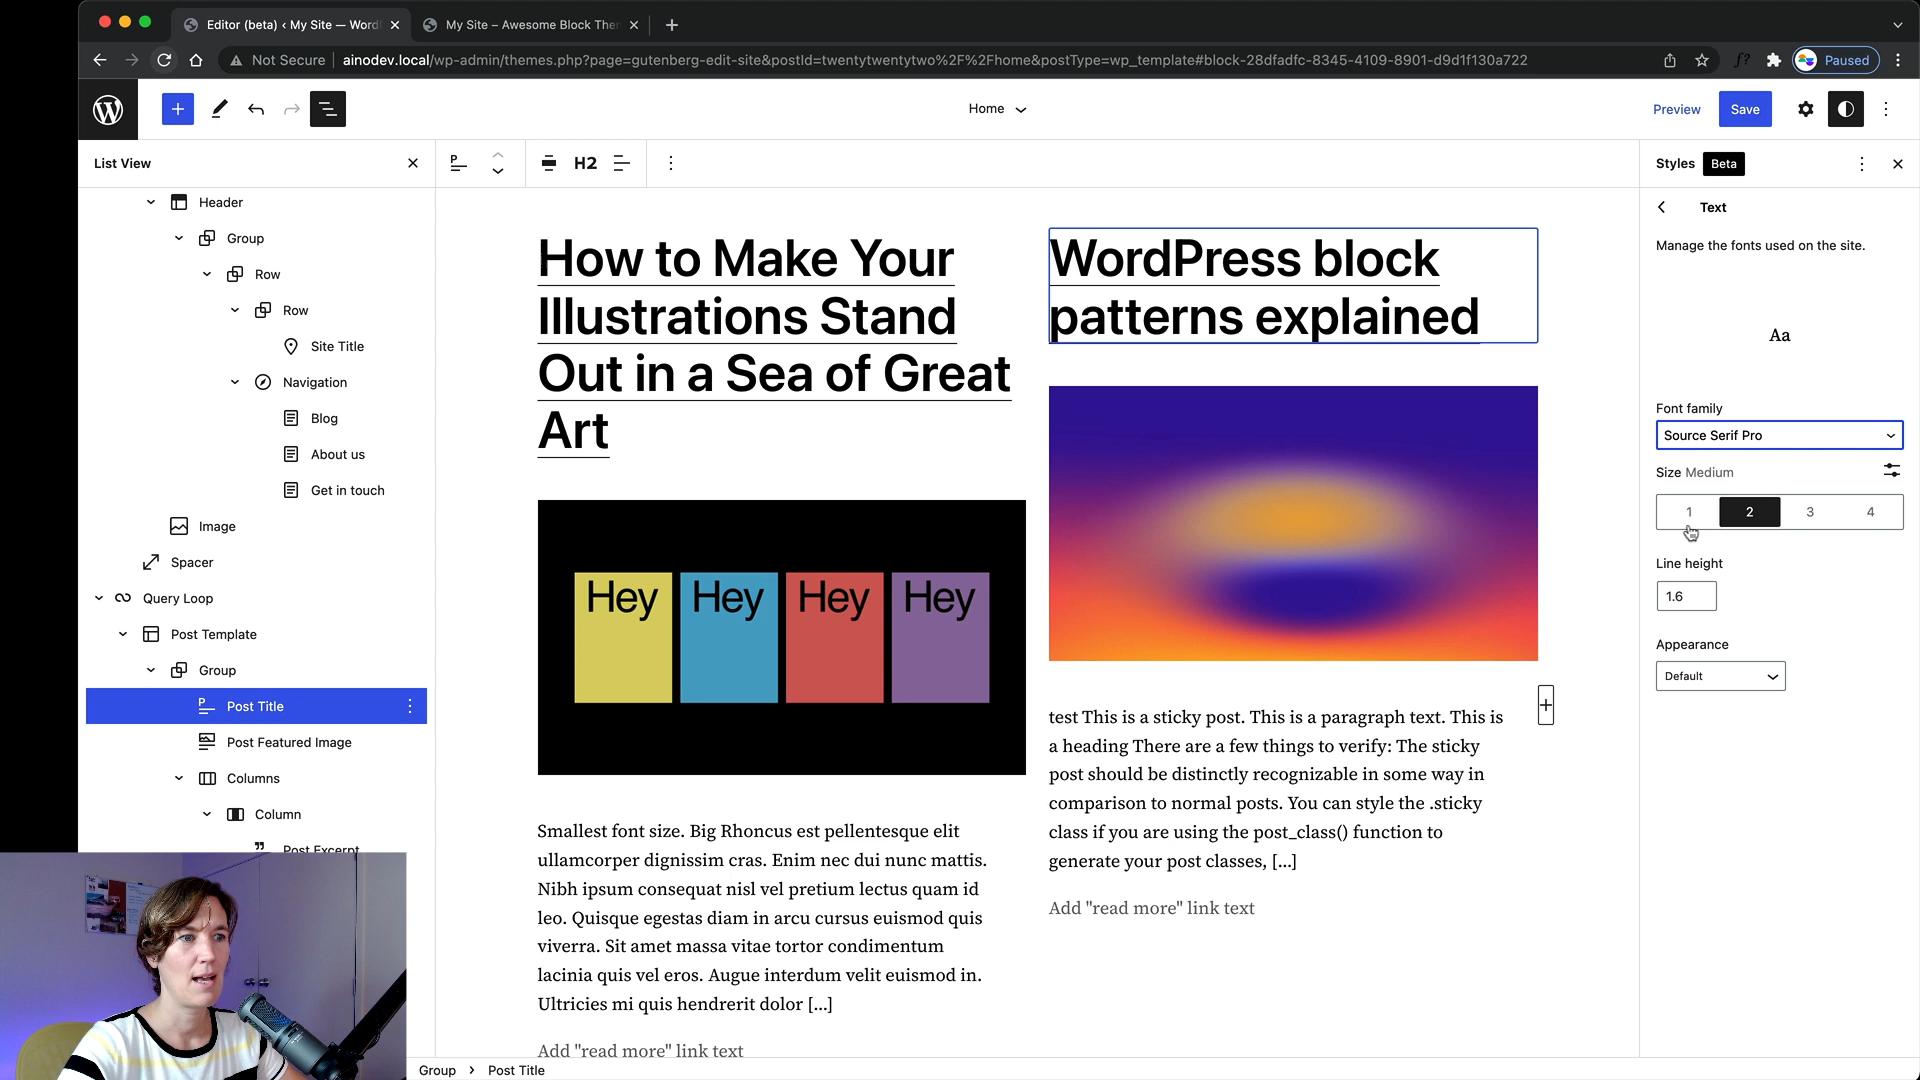 Editor (beta) ‹ My Site — Word
My Site – Awesome Block The
Not Secure
ainodev.local/wp-admin/themes.php?page=gutenberg-edit-site&postId=twentytwentytwo%2F%2Fhome&postType=wp_template#block-28dfadfc-8345-4109-8901-d9d1f130a722
f?
Paused
Home
Preview
Save
List View
H2
Styles
Beta
Header
Group
Row
Row
Site Title
Navigation
Blog
About us
Get in touch
Image
Spacer
Query Loop
Post Template
Group
Post Title
Post Featured Image
Columns
Column
Post Excerpt
How to Make Your
Illustrations Stand
Out in a Sea of Great
Art
Hey Hey Hey Hey
Smallest font size. Big Rhoncus est pellentesque elit
ullamcorper dignissim cras. Enim nec dui nunc mattis.
Nibh ipsum consequat nisl vel pretium lectus quam id
leo. Quisque egestas diam in arcu cursus euismod quis
viverra. Sit amet massa vitae tortor condimentum
lacinia quis vel eros. Augue interdum velit euismod in.
Ultricies mi quis hendrerit dolor [...]
Add "read more" link text
WordPress block
patterns explained
test This is a sticky post. This is a paragraph text. This is
a heading There are a few things to verify: The sticky
post should be distinctly recognizable in some way in
comparison to normal posts. You can style the .sticky
class if you are using the post_class() function to
generate your post classes, [...]
Add "read more" link text
Text
Manage the fonts used on the site.
Aa
Font family
Source Serif Pro
Size Medium
1 2 3 4
Line height
1.6
Appearance
Default
Group > Post Title